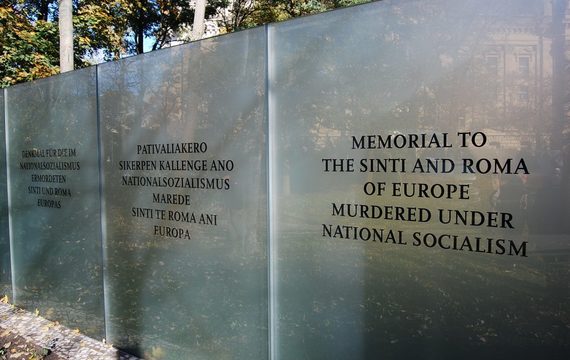 DENKMAL FÜR DIE IM
NATIONALSOZIALISMUS
ERMORDETEN
SINTI UND ROMA
EUROPAS
PATIVALIAKERO
SIKERPEN KALLENGE ANO
NATIONALSOZIALISMUS
MAREDE
SINTI TE ROMA ANI
EUROPA
MEMORIAL TO
THE SINTI AND ROMA
OF EUROPE
MURDERED UNDER
NATIONAL SOCIALISM